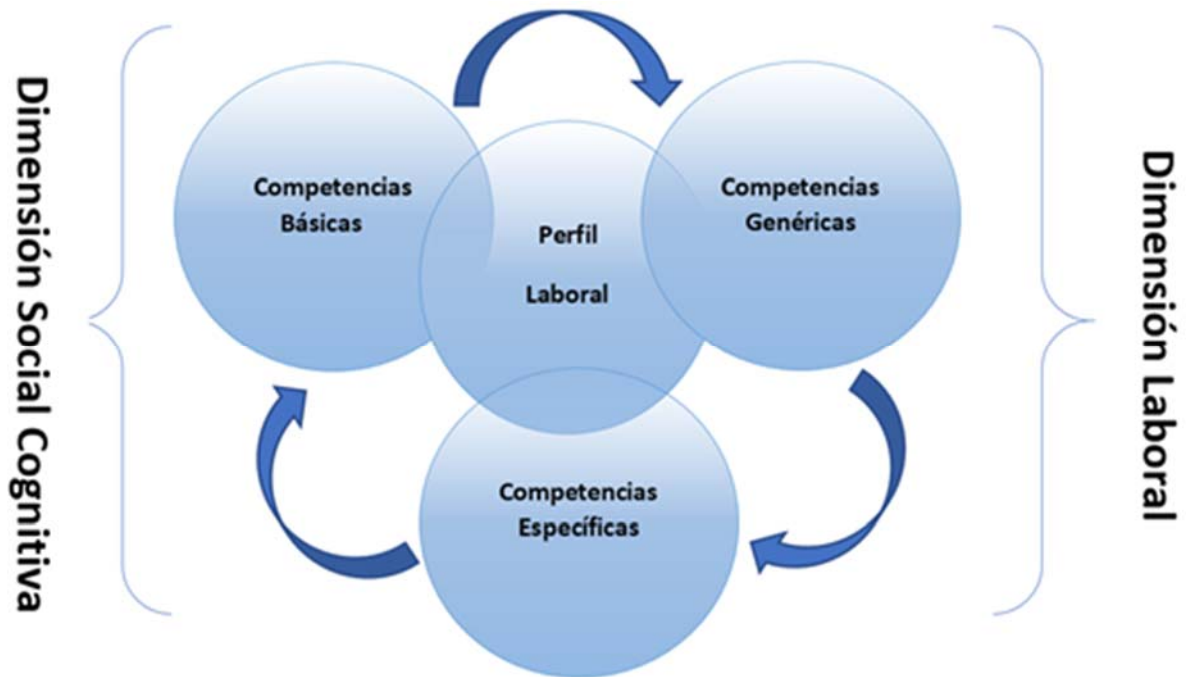 Dimensión Social Cognitiva
Competencias
Básicas
Perfil
Laboral
Competencias
Genéricas
Competencias
Específicas
Dimensión Laboral